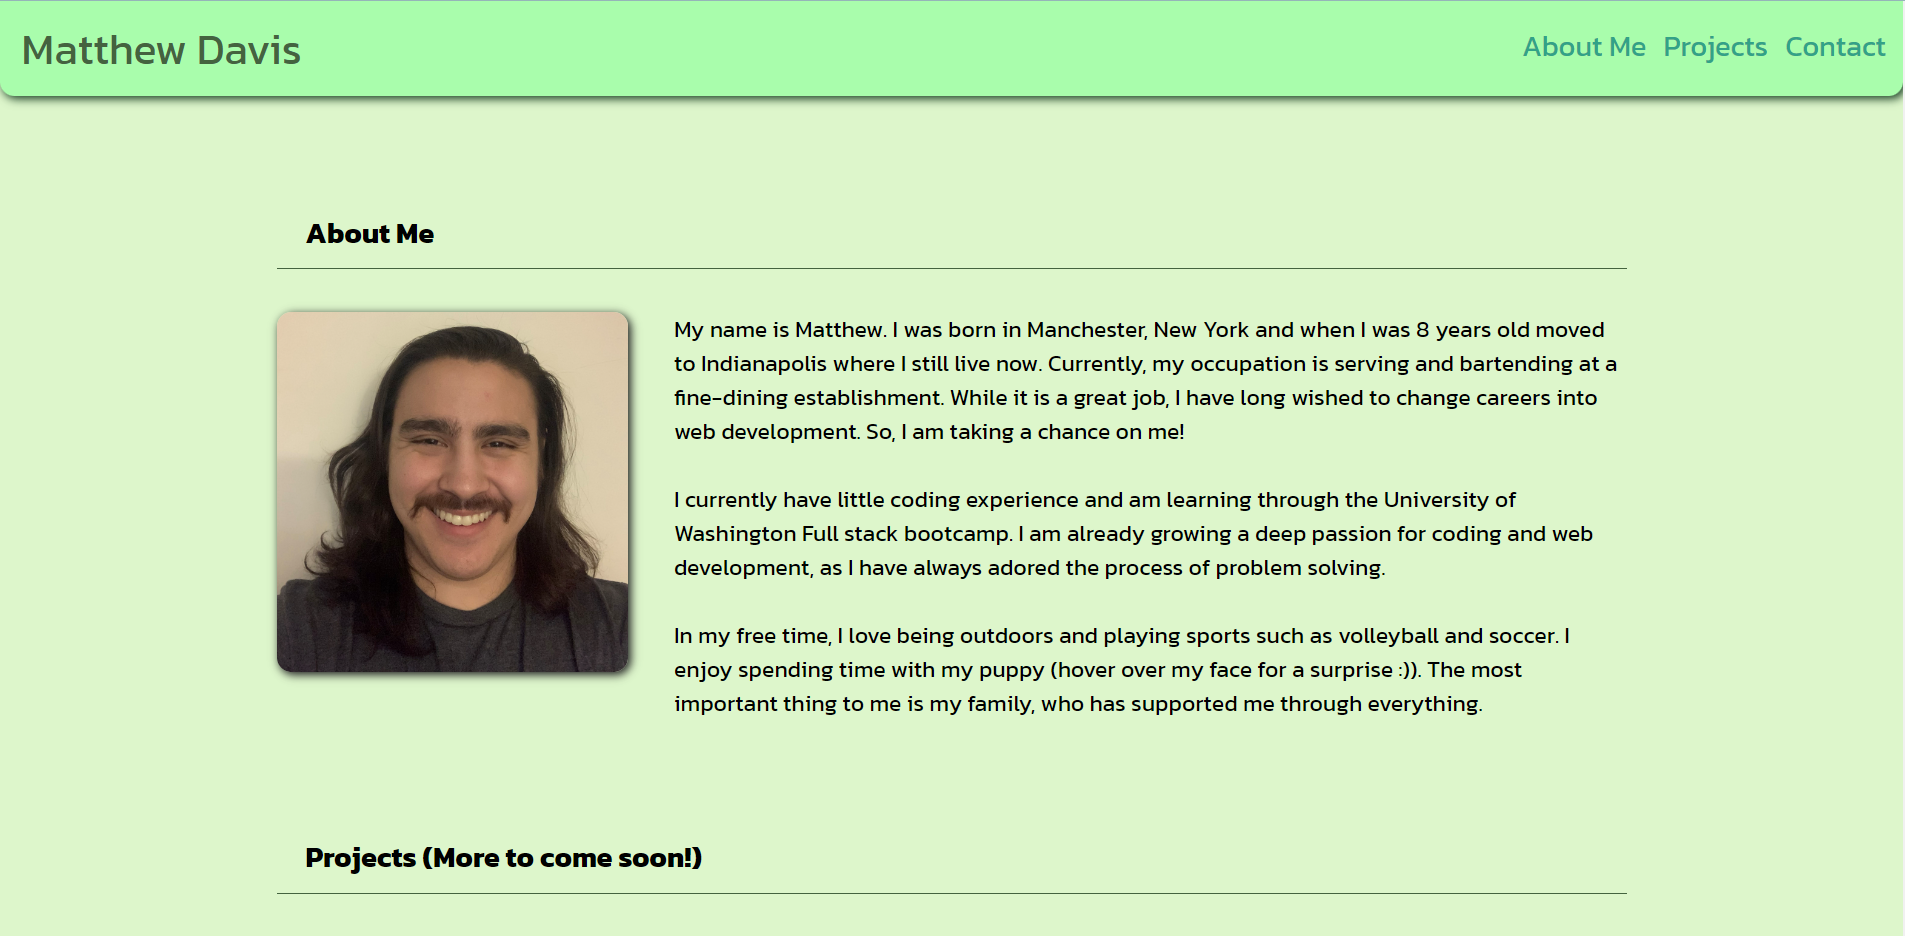 Matthew Davis
About Me Projects Contact
About Me
My name is Matthew. I was born in Manchester, New York and when I was 8 years old moved
to Indianapolis where I still live now. Currently, my occupation is serving and bartending at a
fine-dining establishment. While it is a great job, I have long wished to change careers into
web development. So, I am taking a chance on me!
I currently have little coding experience and am learning through the University of
Washington Full stack bootcamp. I am already growing a deep passion for coding and web
development, as I have always adored the process of problem solving.
In my free time, I love being outdoors and playing sports such as volleyball and soccer. I
enjoy spending time with my puppy (hover over my face for a surprise :)). The most
important thing to me is my family, who has supported me through everything.
Projects (More to come soon!)